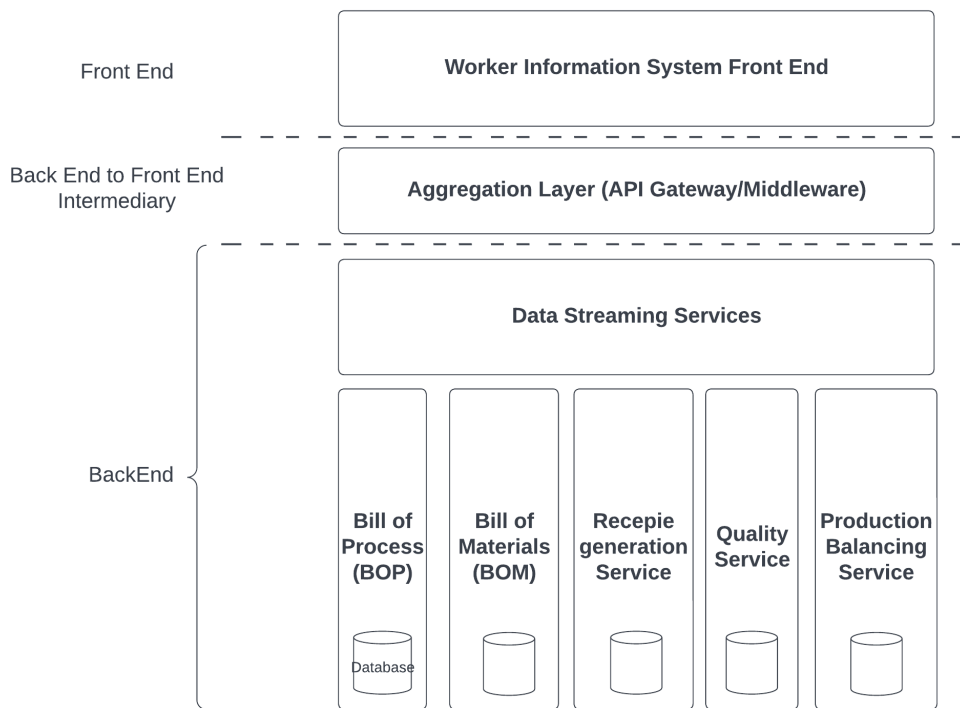 Front End
Worker Information System Front End
Back End to Front End
Intermediary
Aggregation Layer (API Gateway/Middleware)
Data Streaming Services
BackEnd
Bill of
Process
(BOP)
Bill of
Materials
(BOM)
Recepie
generation
Service
Quality
Service
Production
Balancing
Service
Database